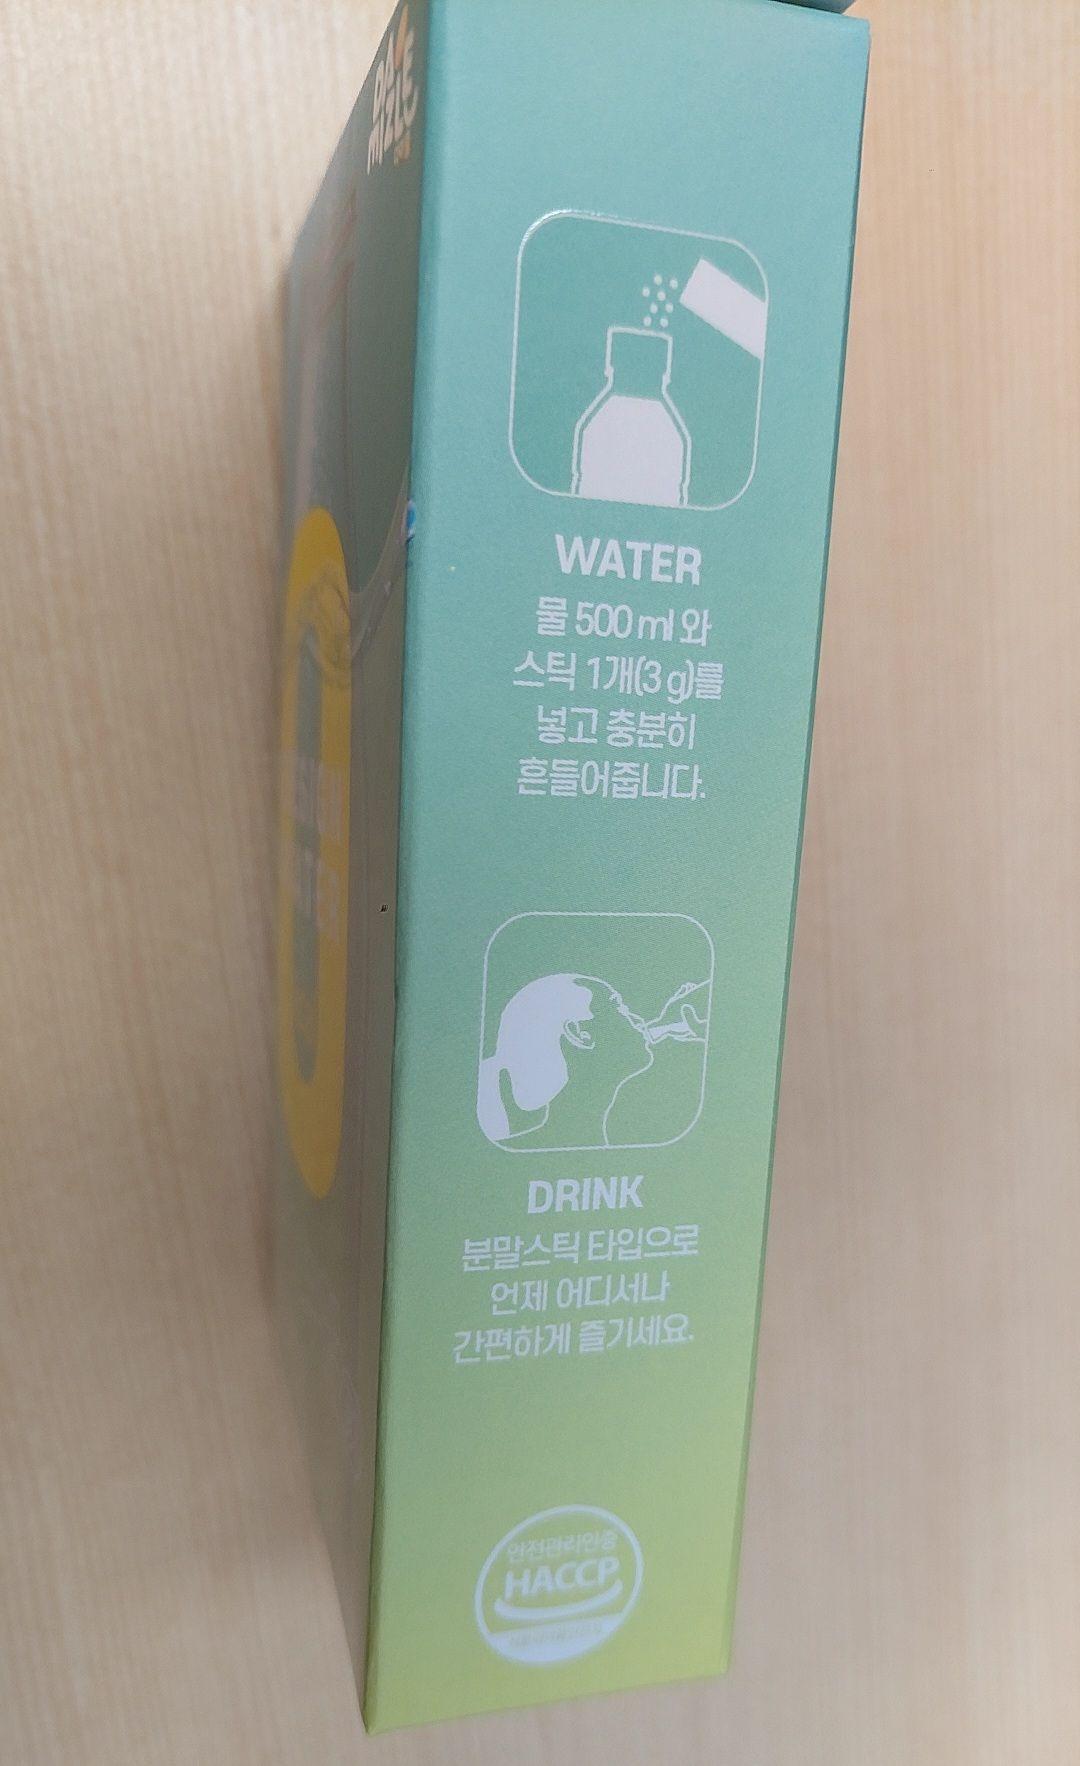 DA
MIZLE
WATER
물 500 ml 와
스틱 1개(3 g)를
넣고 충분히
흔들어줍니다.
DRINK
분말스틱 타입으로
언제 어디서나
간편하게 즐기세요.
안전관리인증
HACCP